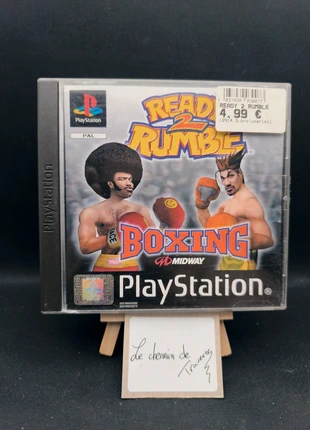 PlayStation
PAL
READY
2
RUMBLE
READY 2 RUMBLE
4.99 €
BOXING
MIDWAY
PlayStation
PlayStation
Le chemin de